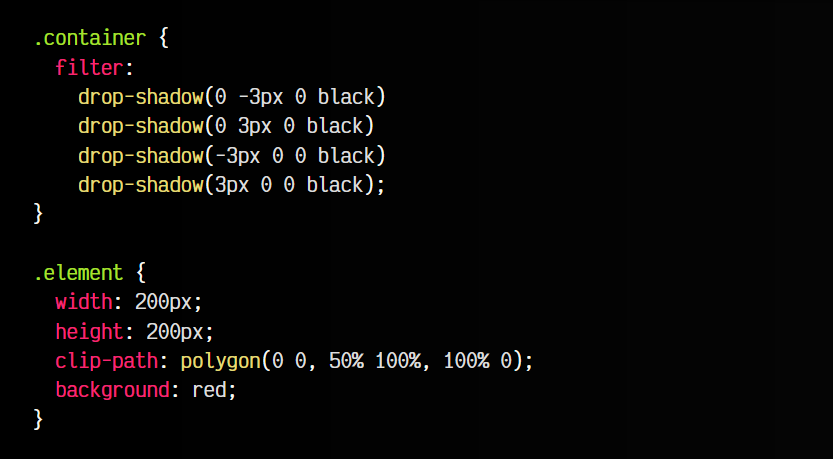 .container {
  filter:
    drop-shadow(0 -3px 0 black)
    drop-shadow(0 3px 0 black)
    drop-shadow(-3px 0 0 black)
    drop-shadow(3px 0 0 black);
}

.element {
  width: 200px;
  height: 200px;
  clip-path: polygon(0 0, 50% 100%, 100% 0);
  background: red;
}